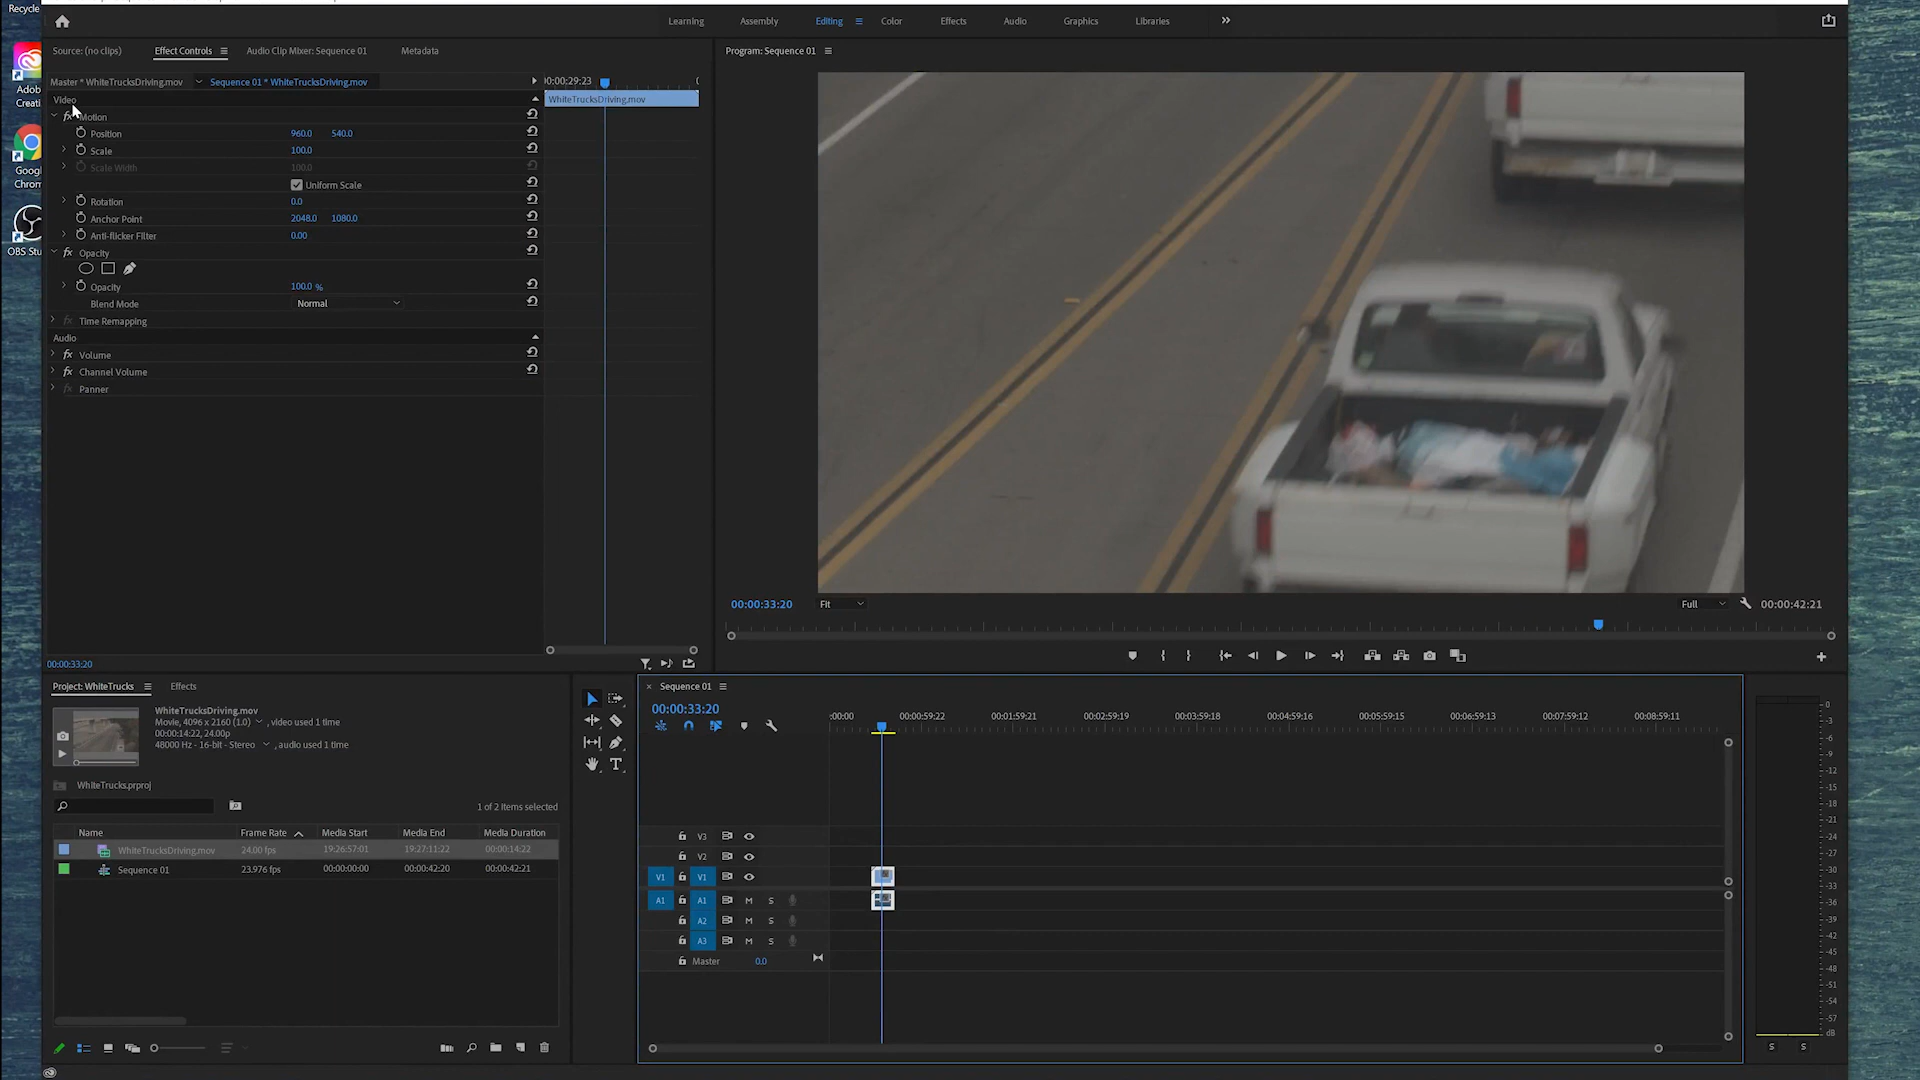 Recycle
Learning
Assembly
Editing
Color
Effects
Audio
Graphics
Libraries
Source: (no clips)
Effect Controls
Audio Clip Mixer: Sequence 01
Metadata
Program: Sequence 01
Adob
Creati
Googl
Chrom
OBS Stu
Master * WhiteTrucksDriving.mov
Sequence 01 * WhiteTrucksDriving.mov
00:00:29:23
Video
WhiteTrucksDriving.mov
fx Motion
Position 960.0 540.0
Scale 100.0
Scale Width 100.0
Uniform Scale
Rotation 0.0
Anchor Point 2048.0 1080.0
Anti-flicker Filter 0.00
fx Opacity
Opacity 100.0 %
Blend Mode Normal
fx Time Remapping
Audio
fx Volume
fx Channel Volume
fx Panner
00:00:33:20
00:00:33:20
Fit
Full
00:00:42:21
Project: WhiteTrucks
Effects
WhiteTrucksDriving.mov
Movie, 4096 x 2160 (1.0) , video used 1 time
00:00:14:22, 24.00p
48000 Hz - 16-bit - Stereo , audio used 1 time
WhiteTrucks.prproj
1 of 2 Items selected
Name Frame Rate Media Start Media End Media Duration
WhiteTrucksDriving.mov 24.00 fps 19:26:57:01 19:27:11:22 00:00:14:22
Sequence 01 23.976 fps 00:00:00:00 00:00:42:20 00:00:42:21
Sequence 01
00:00:33:20
:00:00 00:00:59:22 00:01:59:21 00:02:59:19 00:03:59:18 00:04:59:16 00:05:59:15 00:06:59:13 00:07:59:12 00:08:59:11
V3
V2
V1 V1
A1 A1 M S
A2 M S
A3 M S
Master 0.0
0
-3
-6
-9
-12
-15
-18
-21
-24
-27
-30
-33
-36
-39
-42
-45
-48
-51
-54
-57
dB
S S